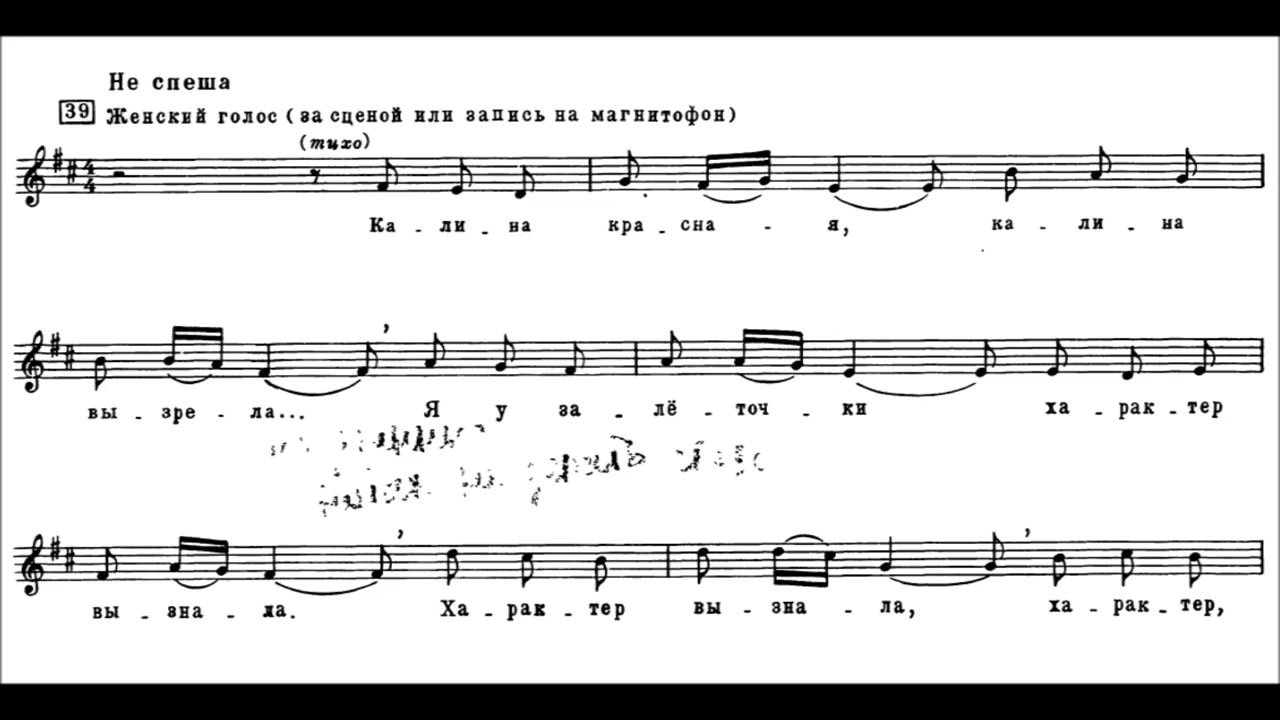 Не спеша
39 Женский голос (за сценой или запись на магнитофон)
(тихо)
4
4
Ка - ли - на кра - сна - я, ка - ли - на
вы - зре - ла... Я у за - лё - точ - ки ха - рак - тер
вы - зна - ла. Ха - рак - тер вы - зна - ла, ха - рак - тер,